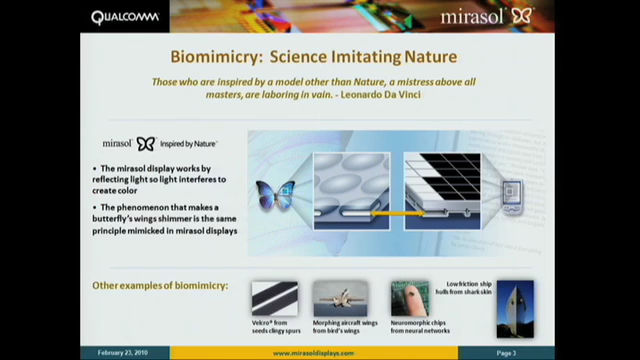 QUALCOMM
mirasol
Biomimicry: Science Imitating Nature
Those who are inspired by a model other than Nature, a mistress above all
masters, are laboring in vain. - Leonardo Da Vinci
mirasol Inspired by Nature
• The mirasol display works by
reflecting light so light interferes to
create color
• The phenomenon that makes a
butterfly's wings shimmer is the same
principle mimicked in mirasol displays
Other examples of biomimicry:
Velcro® from
seeds clingy spurs
Morphing aircraft wings
from bird's wings
Neuromorphic chips
from neural networks
Low friction ship
hulls from shark skin
February 23, 2010
www.mirasoldisplays.com
Page 3